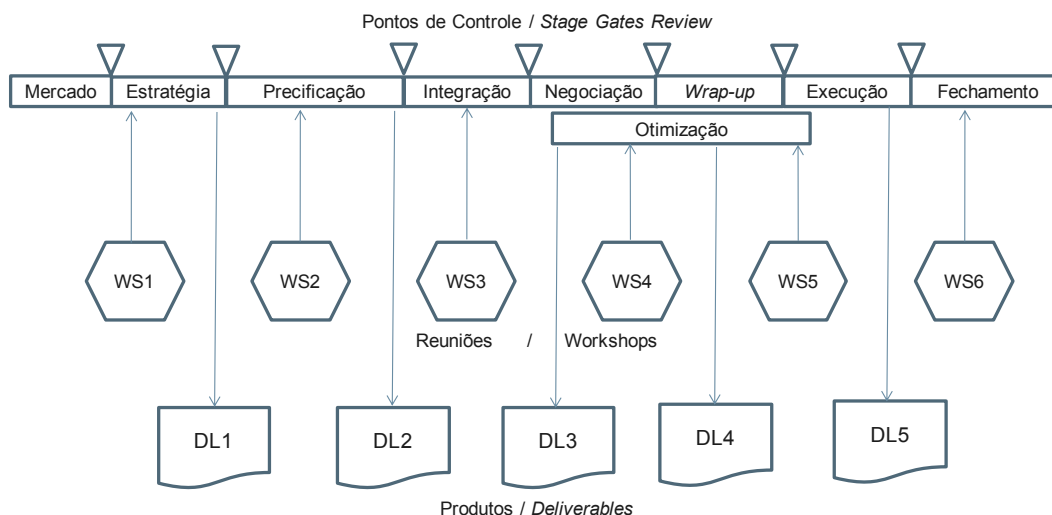 Pontos de Controle / Stage Gates Review
Mercado Estratégia Precificação Integração Negociação Wrap-up Execução Fechamento
Otimização
WS1 WS2 WS3 WS4 WS5 WS6
Reuniões / Workshops
DL1 DL2 DL3 DL4 DL5
Produtos / Deliverables